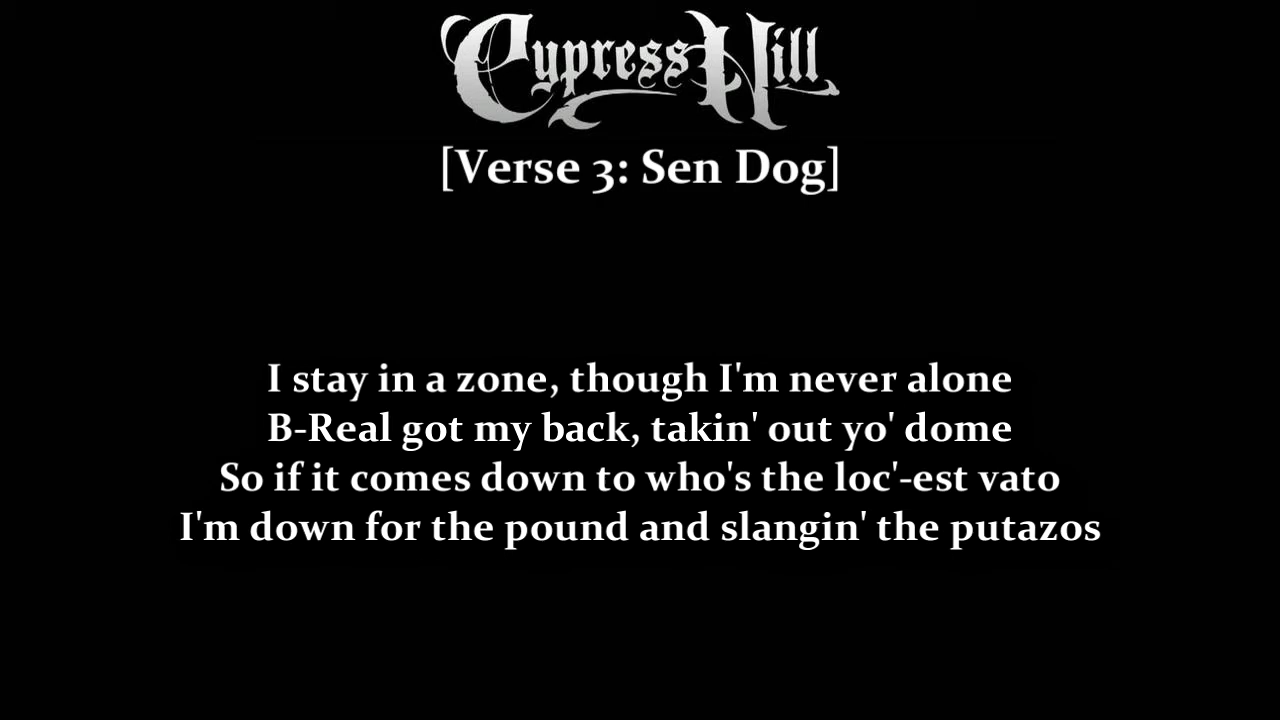 Cypress Hill
[Verse 3: Sen Dog]
I stay in a zone, though I'm never alone
B-Real got my back, takin' out yo' dome
So if it comes down to who's the loc'-est vato
I'm down for the pound and slangin' the putazos